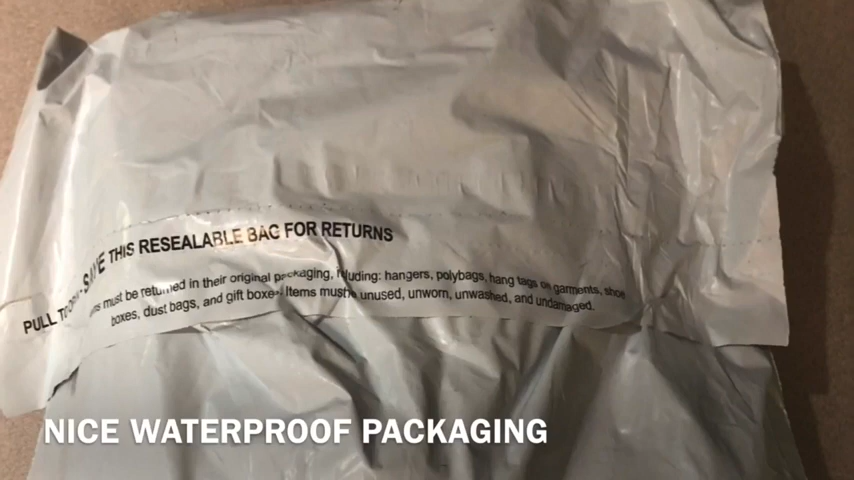 PULL TO OPEN - SAVE THIS RESEALABLE BAG FOR RETURNS
must be returned in their original packaging, including: hangers, polybags, hang tags on garments, shoe
boxes, dust bags, and gift boxes. Items must be unused, unworn, unwashed, and undamaged.
NICE WATERPROOF PACKAGING